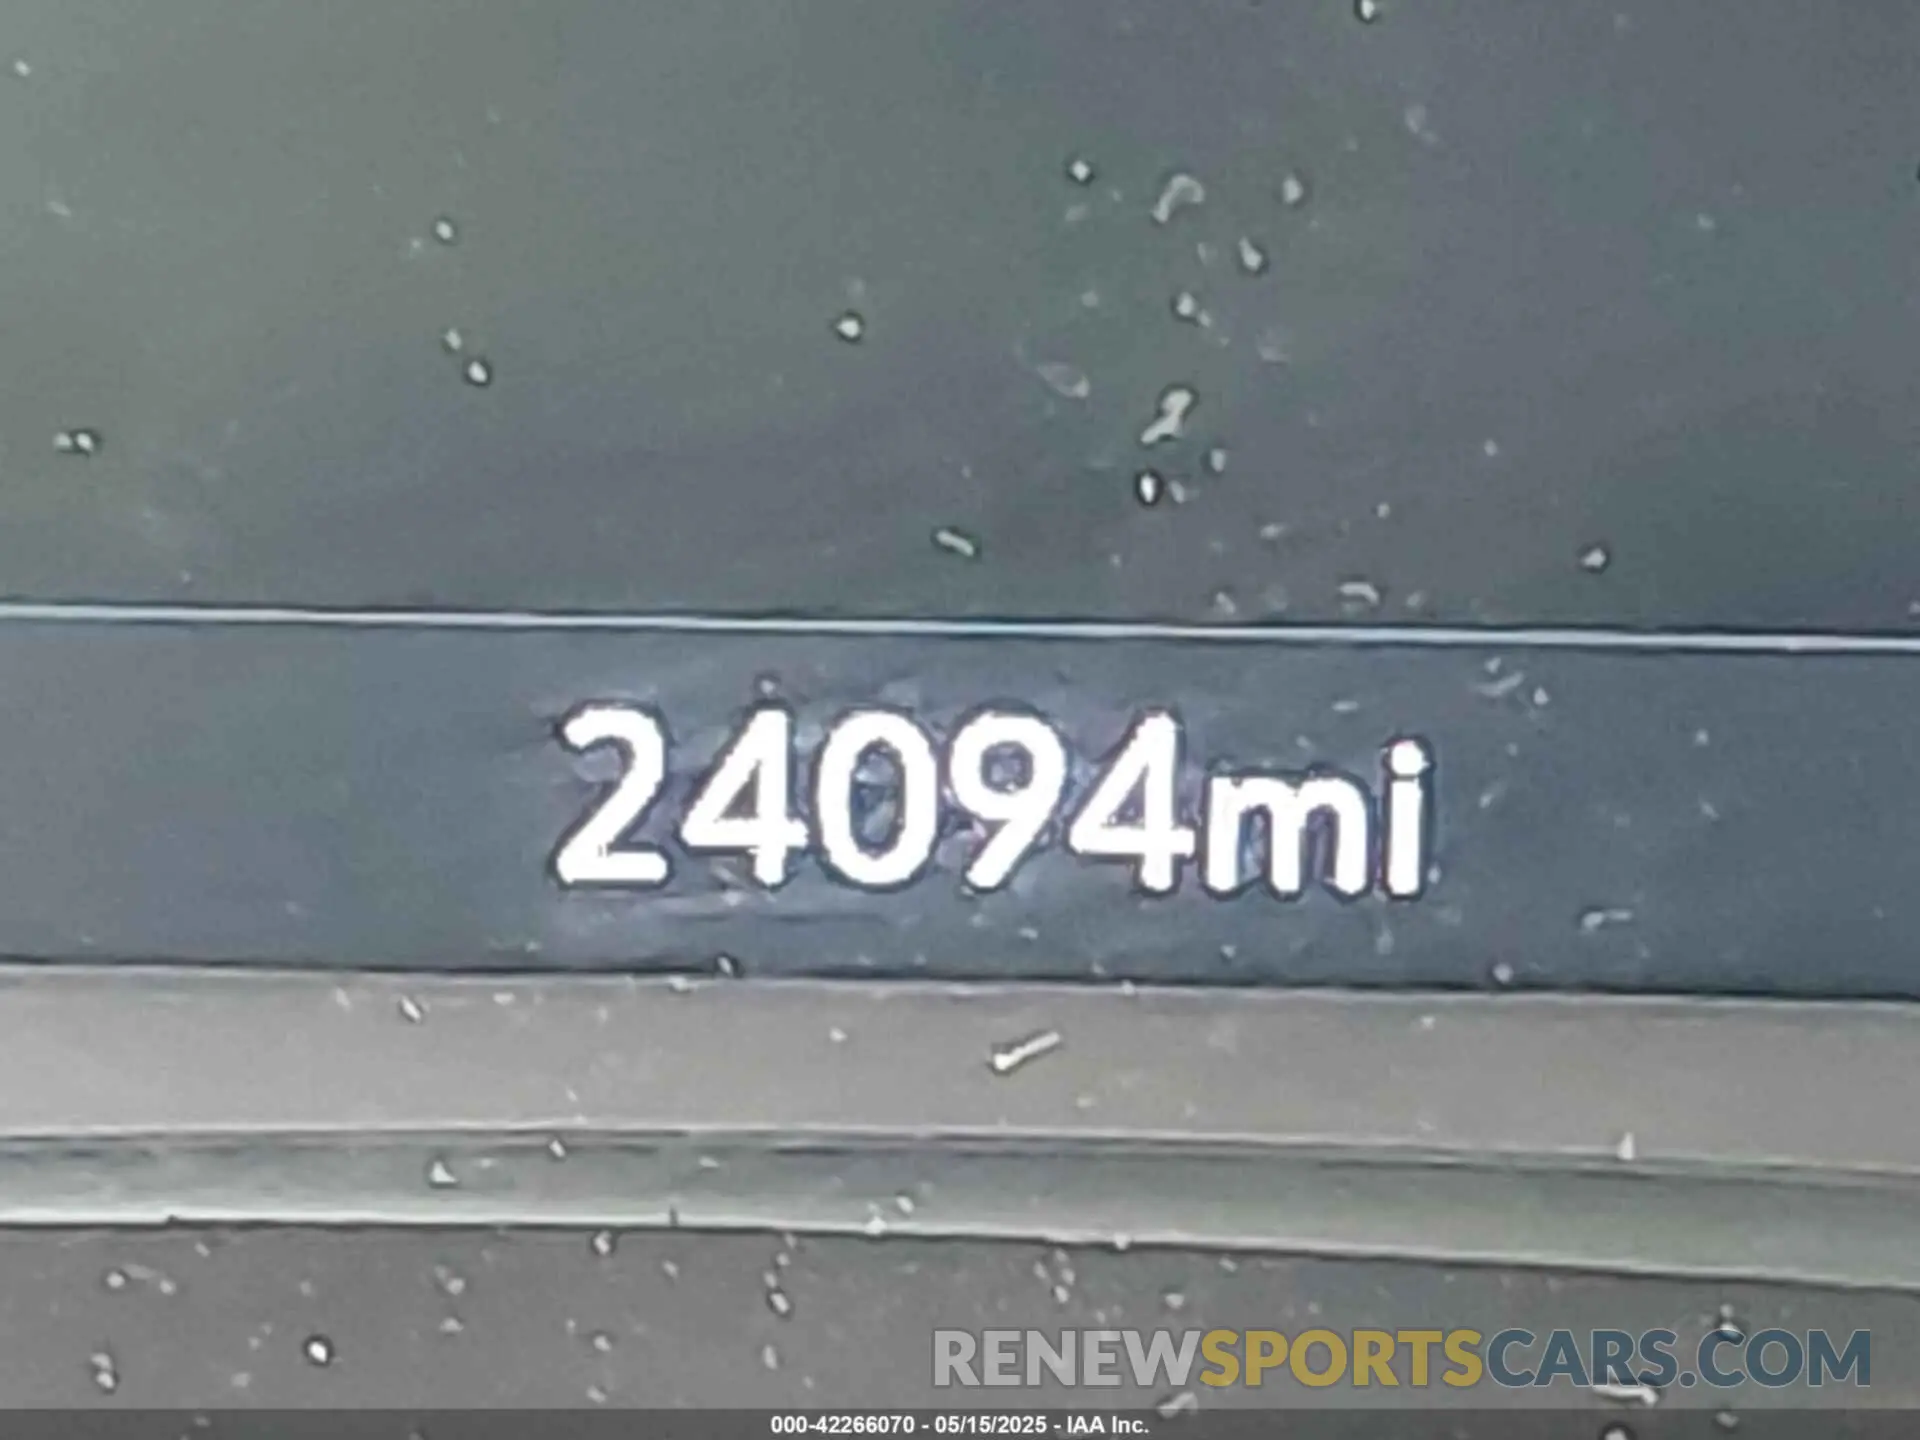 24094mi
RENEWSPORTSCARS.COM
000-42266070 - 05/15/2025 - IAA Inc.